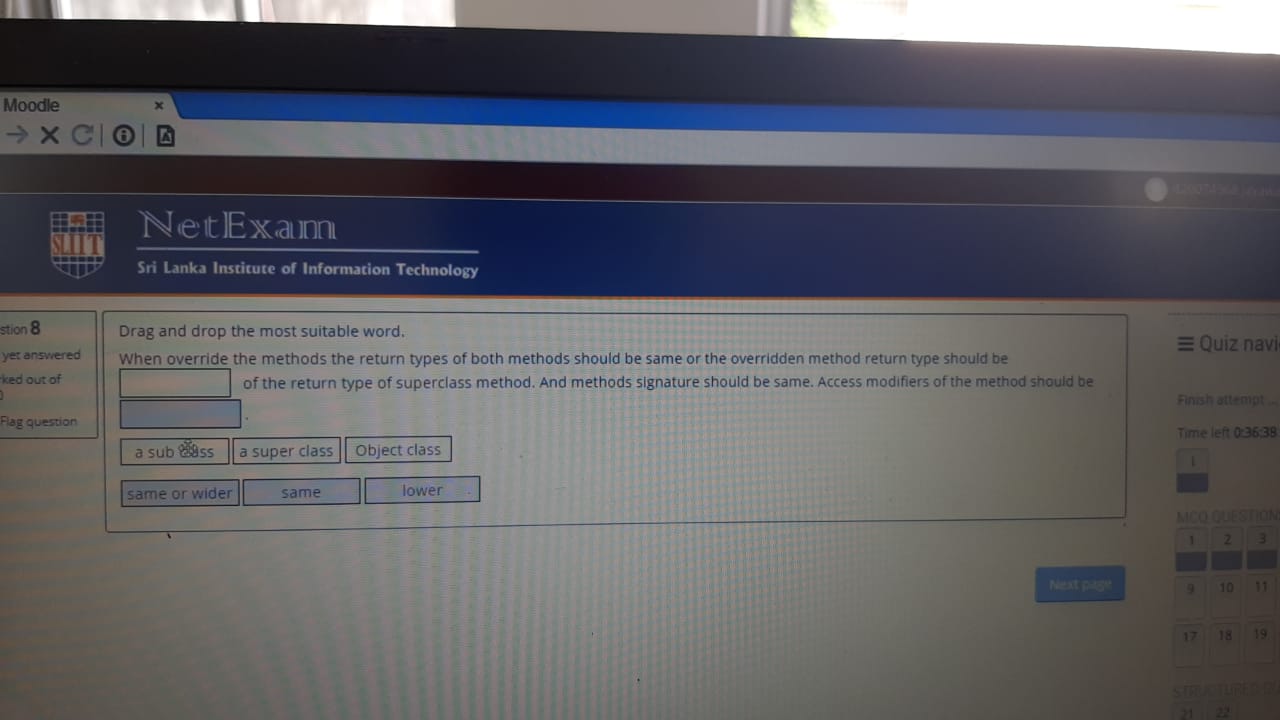 Moodle ×
NetExam
SLIIT
Sri Lanka Institute of Information Technology
stion 8
yet answered
ked out of
Flag question
Drag and drop the most suitable word.
When override the methods the return types of both methods should be same or the overridden method return type should be
of the return type of superclass method. And methods signature should be same. Access modifiers of the method should be
.
a sub class a super class Object class
same or wider same lower
Next page
Quiz navi
Finish attempt ...
Time left 0:36:38
1
MCQ QUESTION
1 2 3
9 10 11
17 18 19
STRUCTURED
21 22